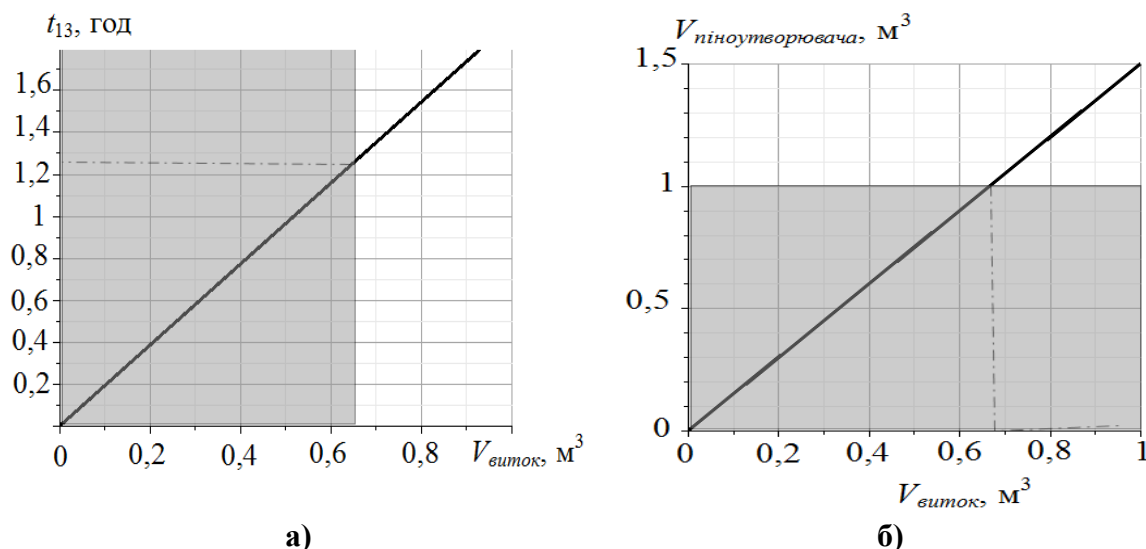 t₁₃, год
1,6
1,4
1,2
1
0,8
0,6
0,4
0,2
0 0,2 0,4 0,6 0,8 Vвиток, м³
а)
Vпіноутворювача, м³
1,5
1
0,5
0
0 0,2 0,4 0,6 0,8 1
Vвиток, м³
б)